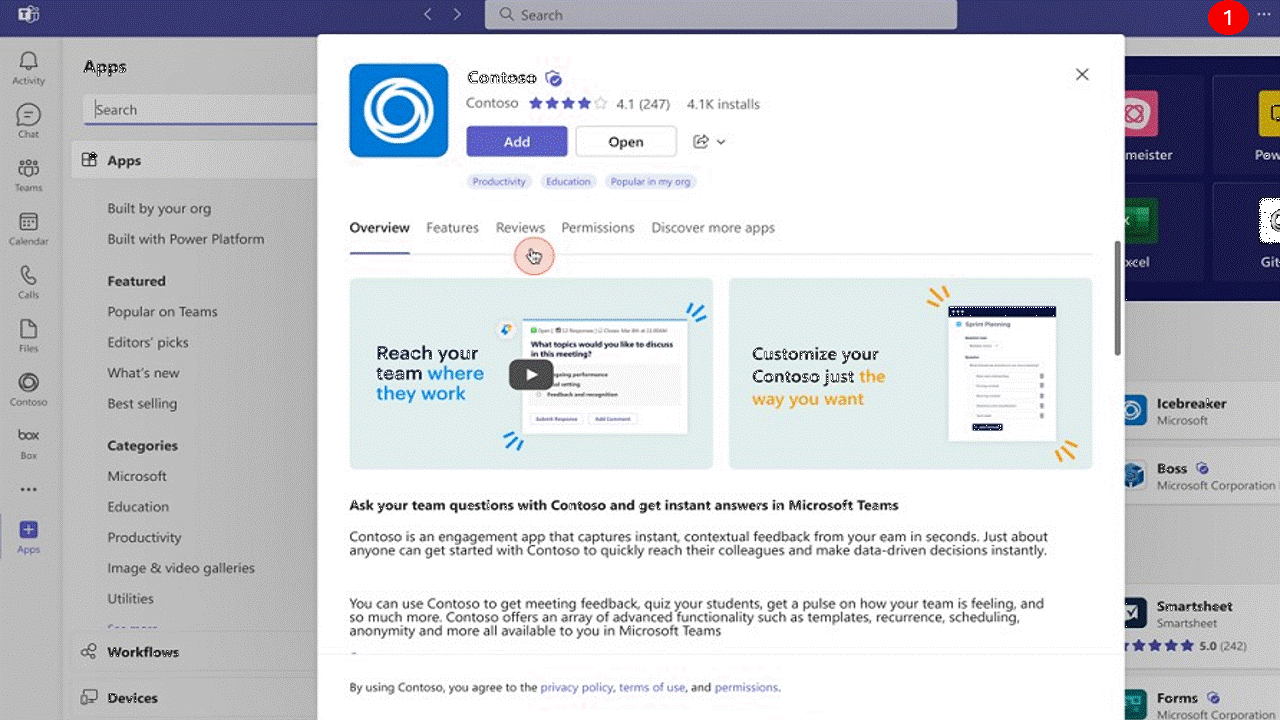 Search
1
Activity
Chat
Teams
Calendar
Calls
Files
Contoso
box
Box
Apps
Apps
Search
Apps
Built by your org
Built with Power Platform
Featured
Popular on Teams
Editors' picks
What's new
Best selling
Categories
Microsoft
Education
Productivity
Image & video galleries
Utilities
See more
Workflows
Devices
Contoso
Contoso 4.1 (247) 4.1K installs
Add Open
Productivity Education Popular in my org
Overview Features Reviews Permissions Discover more apps
Reach your
team where
they work
Open | 12 Responses | Closes Mar 8th at 11:00AM
What topics would you like to discuss
in this meeting?
ongoing performance
setting
Feedback and recognition
Submit Response Add Comment
Customize your
Contoso just the
way you want
Sprint Planning
Ask your team questions with Contoso and get instant answers in Microsoft Teams
Contoso is an engagement app that captures instant, contextual feedback from your eam in seconds. Just about
anyone can get started with Contoso to quickly reach their colleagues and make data-driven decisions instantly.
You can use Contoso to get meeting feedback, quiz your students, get a pulse on how your team is feeling, and
so much more. Contoso offers an array of advanced functionality such as templates, recurrence, scheduling,
anonymity and more all available to you in Microsoft Teams
By using Contoso, you agree to the privacy policy, terms of use, and permissions.
meister
Pow
xcel
Git
Icebreaker
Microsoft
Boss
Microsoft Corporation
Smartsheet
Smartsheet
5.0 (242)
Forms
Microsoft Corporation